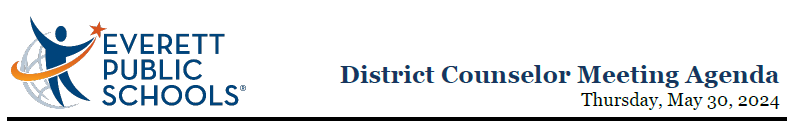 EVERETT
PUBLIC
SCHOOLS®
District Counselor Meeting Agenda
Thursday, May 30, 2024